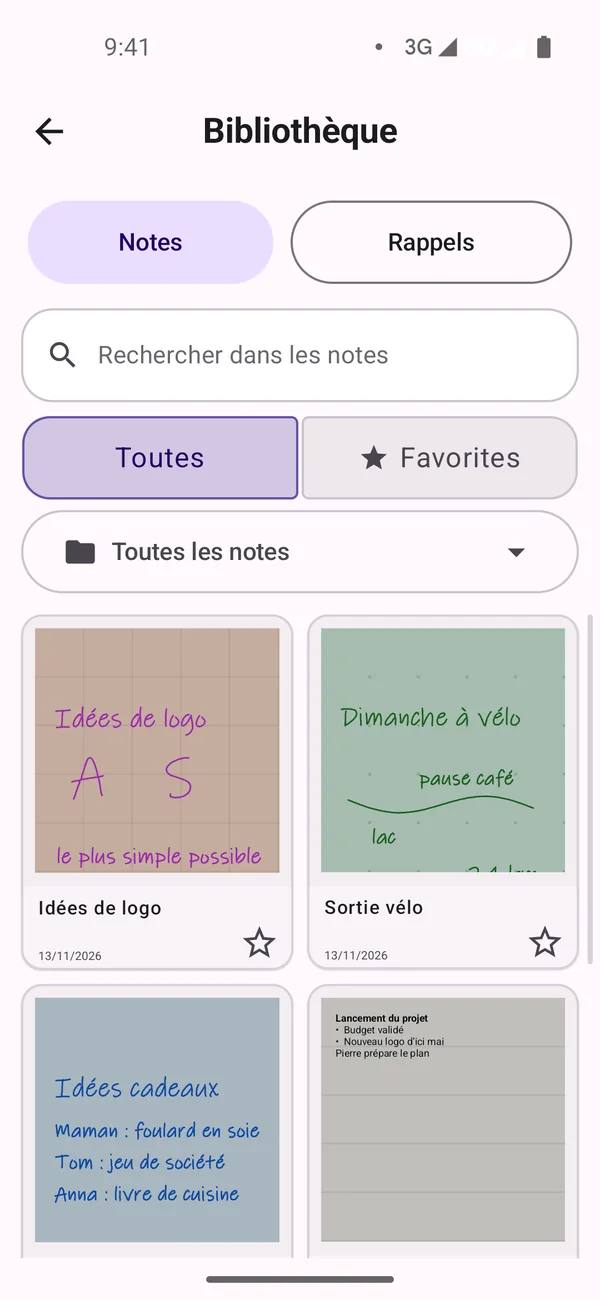 9:41
3G
Bibliothèque
Notes
Rappels
Rechercher dans les notes
Toutes
Favorites
Toutes les notes
Idées de logo
A S
le plus simple possible
Idées de logo
13/11/2026
Dimanche à vélo
pause café
lac
Sortie vélo
13/11/2026
Idées cadeaux
Maman : foulard en soie
Tom : jeu de société
Anna : livre de cuisine
Lancement du projet
• Budget validé
• Nouveau logo d'ici mai
Pierre prépare le plan